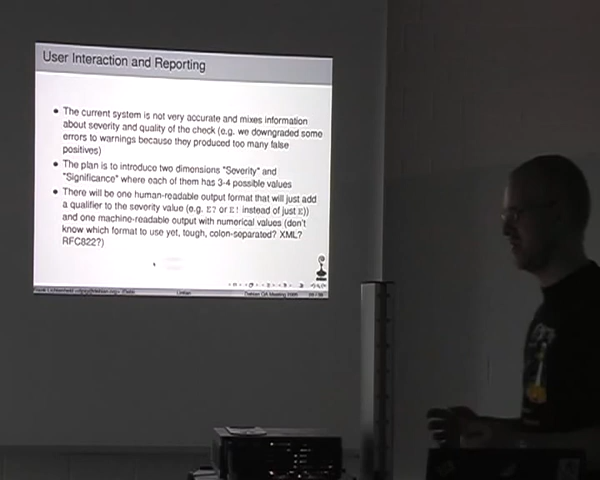 User Interaction and Reporting
• The current system is not very accurate and mixes information
about severity and quality of the check (e.g. we downgraded some
errors to warnings because they produced too many false
positives)
• The plan is to introduce two dimensions "Severity" and
"Significance" where each of them has 3-4 possible values
• There will be one human-readable output format that will just add
a qualifier to the severity value (e.g. E? or E! instead of just E))
and one machine-readable output with numerical values (don't
know which format to use yet, tough, colon-separated? XML?
RFC822?)
Lintian
Debian QA Meeting